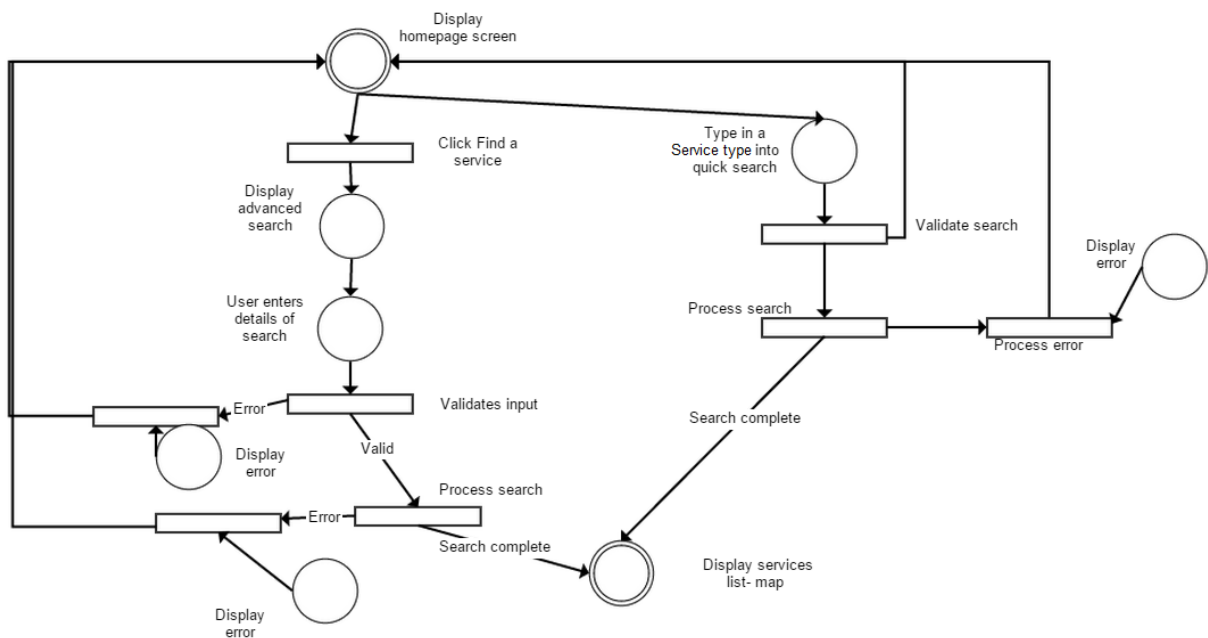 Display
homepage screen
Click Find a
service
Type in a
Service type into
quick search
Display
advanced
search
Validate search
Display
error
User enters
details of
search
Process search
Process error
Error
Validates input
Search complete
Valid
Display
error
Process search
Error
Search complete
Display services
list- map
Display
error